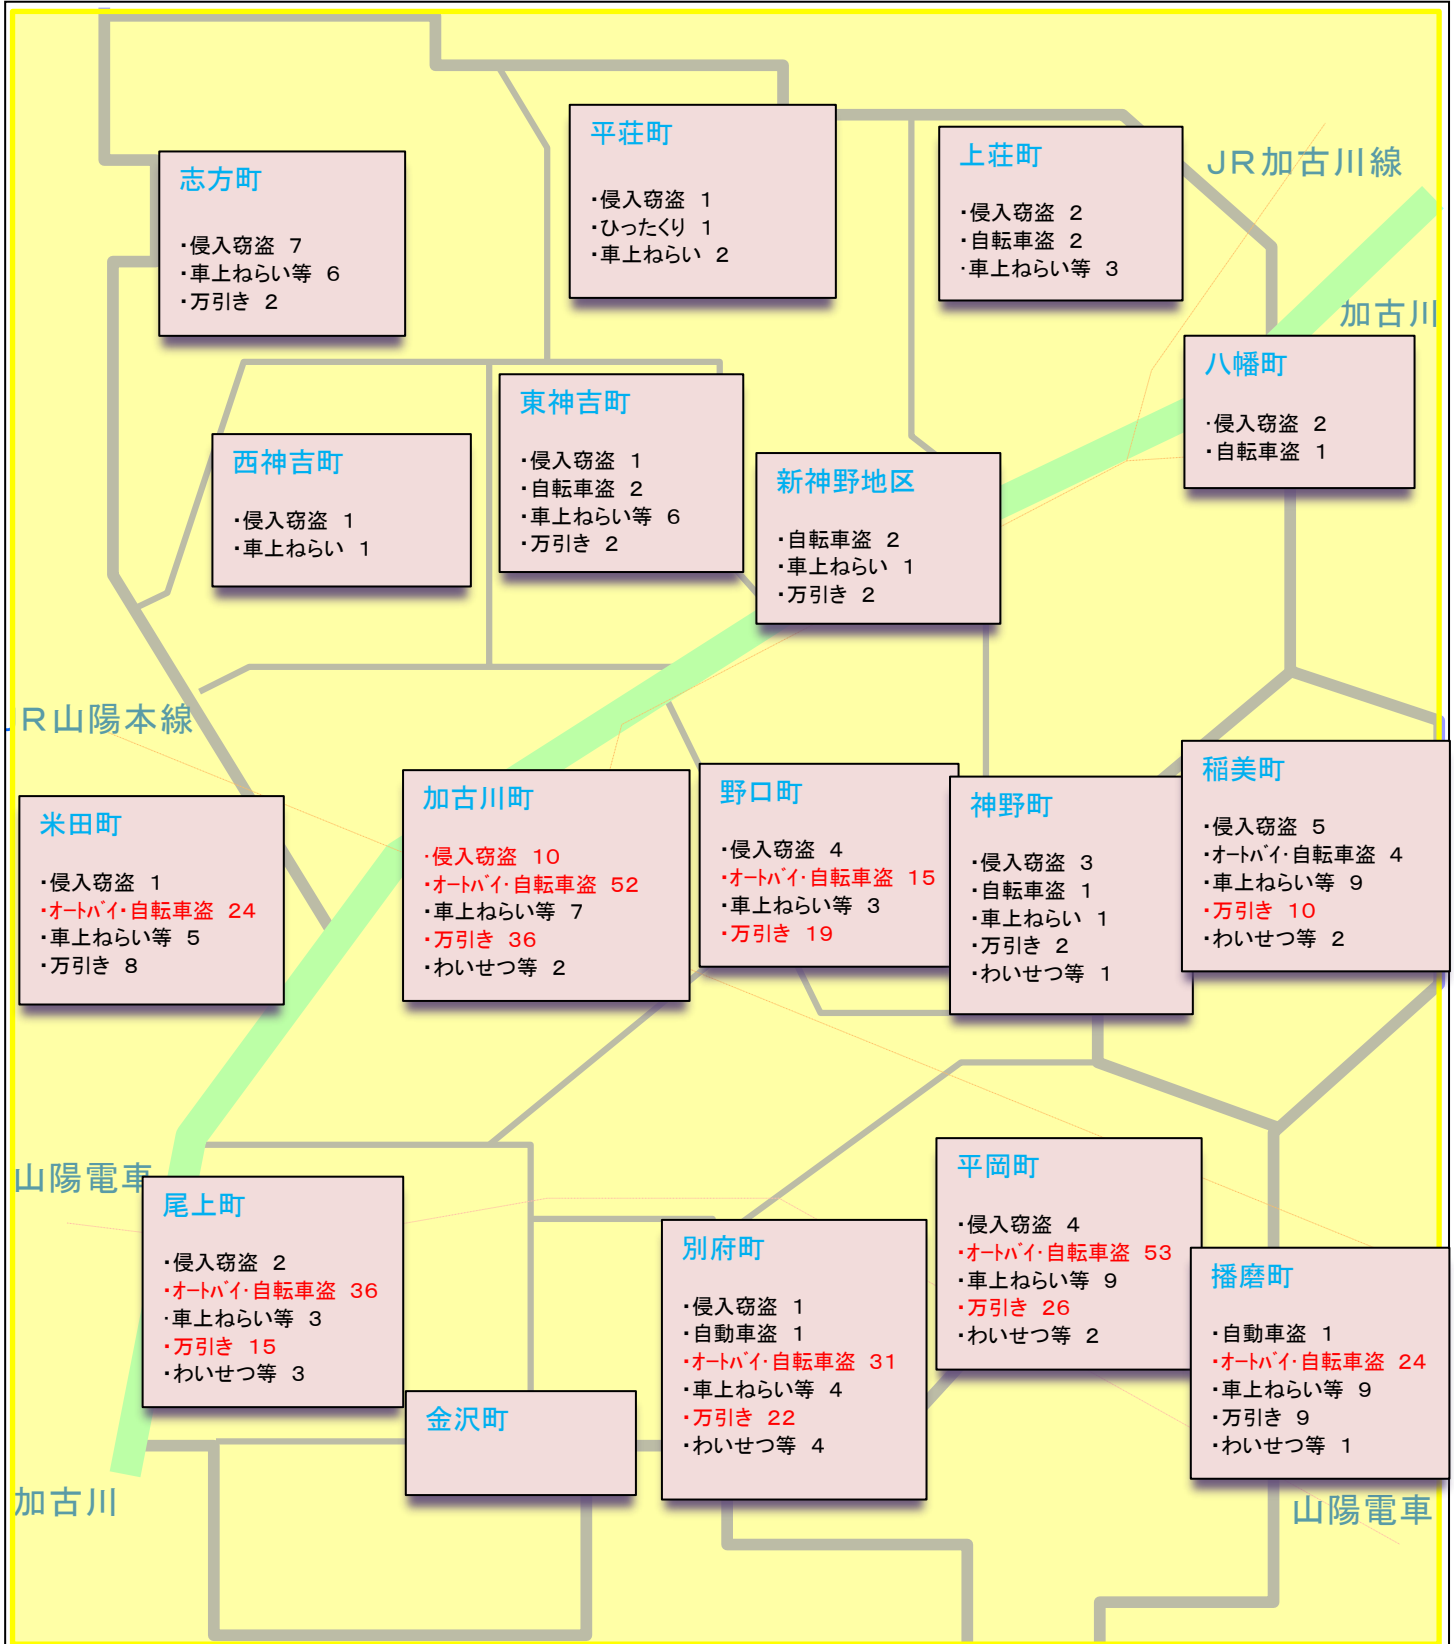 平荘町
・侵入窃盗 1
・ひったくり 1
・車上ねらい 2
上荘町
・侵入窃盗 2
・自転車盗 2
・車上ねらい等 3
JR加古川線
志方町
・侵入窃盗 7
・車上ねらい等 6
・万引き 2
加古川
八幡町
・侵入窃盗 2
・自転車盗 1
東神吉町
・侵入窃盗 1
・自転車盗 2
・車上ねらい等 6
・万引き 2
西神吉町
・侵入窃盗 1
・車上ねらい 1
新神野地区
・自転車盗 2
・車上ねらい 1
・万引き 2
JR山陽本線
米田町
・侵入窃盗 1
・オートバイ・自転車盗 24
・車上ねらい等 5
・万引き 8
加古川町
・侵入窃盗 10
・オートバイ・自転車盗 52
・車上ねらい等 7
・万引き 36
・わいせつ等 2
野口町
・侵入窃盗 4
・オートバイ・自転車盗 15
・車上ねらい等 3
・万引き 19
神野町
・侵入窃盗 3
・自転車盗 1
・車上ねらい 1
・万引き 2
・わいせつ等 1
稲美町
・侵入窃盗 5
・オートバイ・自転車盗 4
・車上ねらい等 9
・万引き 10
・わいせつ等 2
山陽電車
尾上町
・侵入窃盗 2
・オートバイ・自転車盗 36
・車上ねらい等 3
・万引き 15
・わいせつ等 3
金沢町
別府町
・侵入窃盗 1
・自動車盗 1
・オートバイ・自転車盗 31
・車上ねらい等 4
・万引き 22
・わいせつ等 4
平岡町
・侵入窃盗 4
・オートバイ・自転車盗 53
・車上ねらい等 9
・万引き 26
・わいせつ等 2
播磨町
・自動車盗 1
・オートバイ・自転車盗 24
・車上ねらい等 9
・万引き 9
・わいせつ等 1
加古川
山陽電車